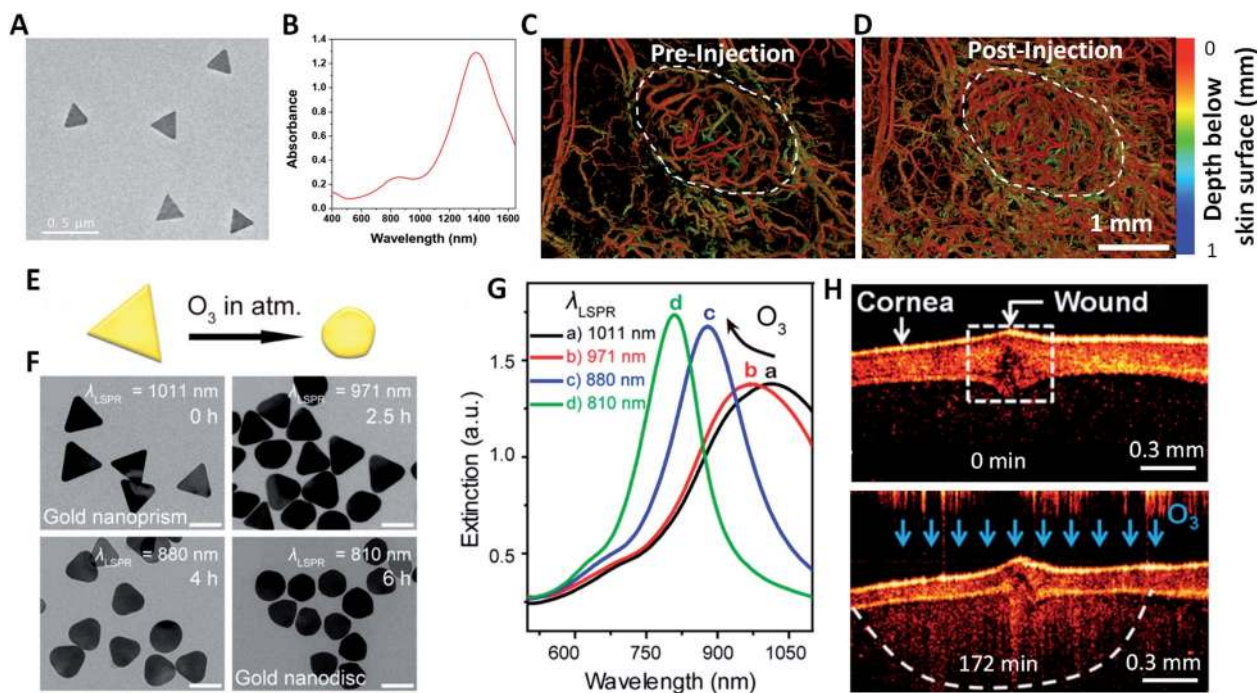 A
0.5 μm
B
Absorbance
1.4
1.2
1.0
0.8
0.6
0.4
0.2
0.0
400 600 800 1000 1200 1400 1600
Wavelength (nm)
C
Pre-Injection
D
Post-Injection
1 mm
0
1
Depth below
skin surface (mm)
E
O₃ in atm.
F
λLSPR = 1011 nm
0 h
Gold nanoprism
λLSPR = 971 nm
2.5 h
λLSPR = 880 nm
4 h
λLSPR = 810 nm
6 h
Gold nanodisc
G
λLSPR
a) 1011 nm
b) 971 nm
c) 880 nm
d) 810 nm
d
c
O₃
b a
Extinction (a.u.)
1.5
1.0
0.5
600 750 900 1050
Wavelength (nm)
H
Cornea
Wound
0 min
0.3 mm
O₃
172 min
0.3 mm